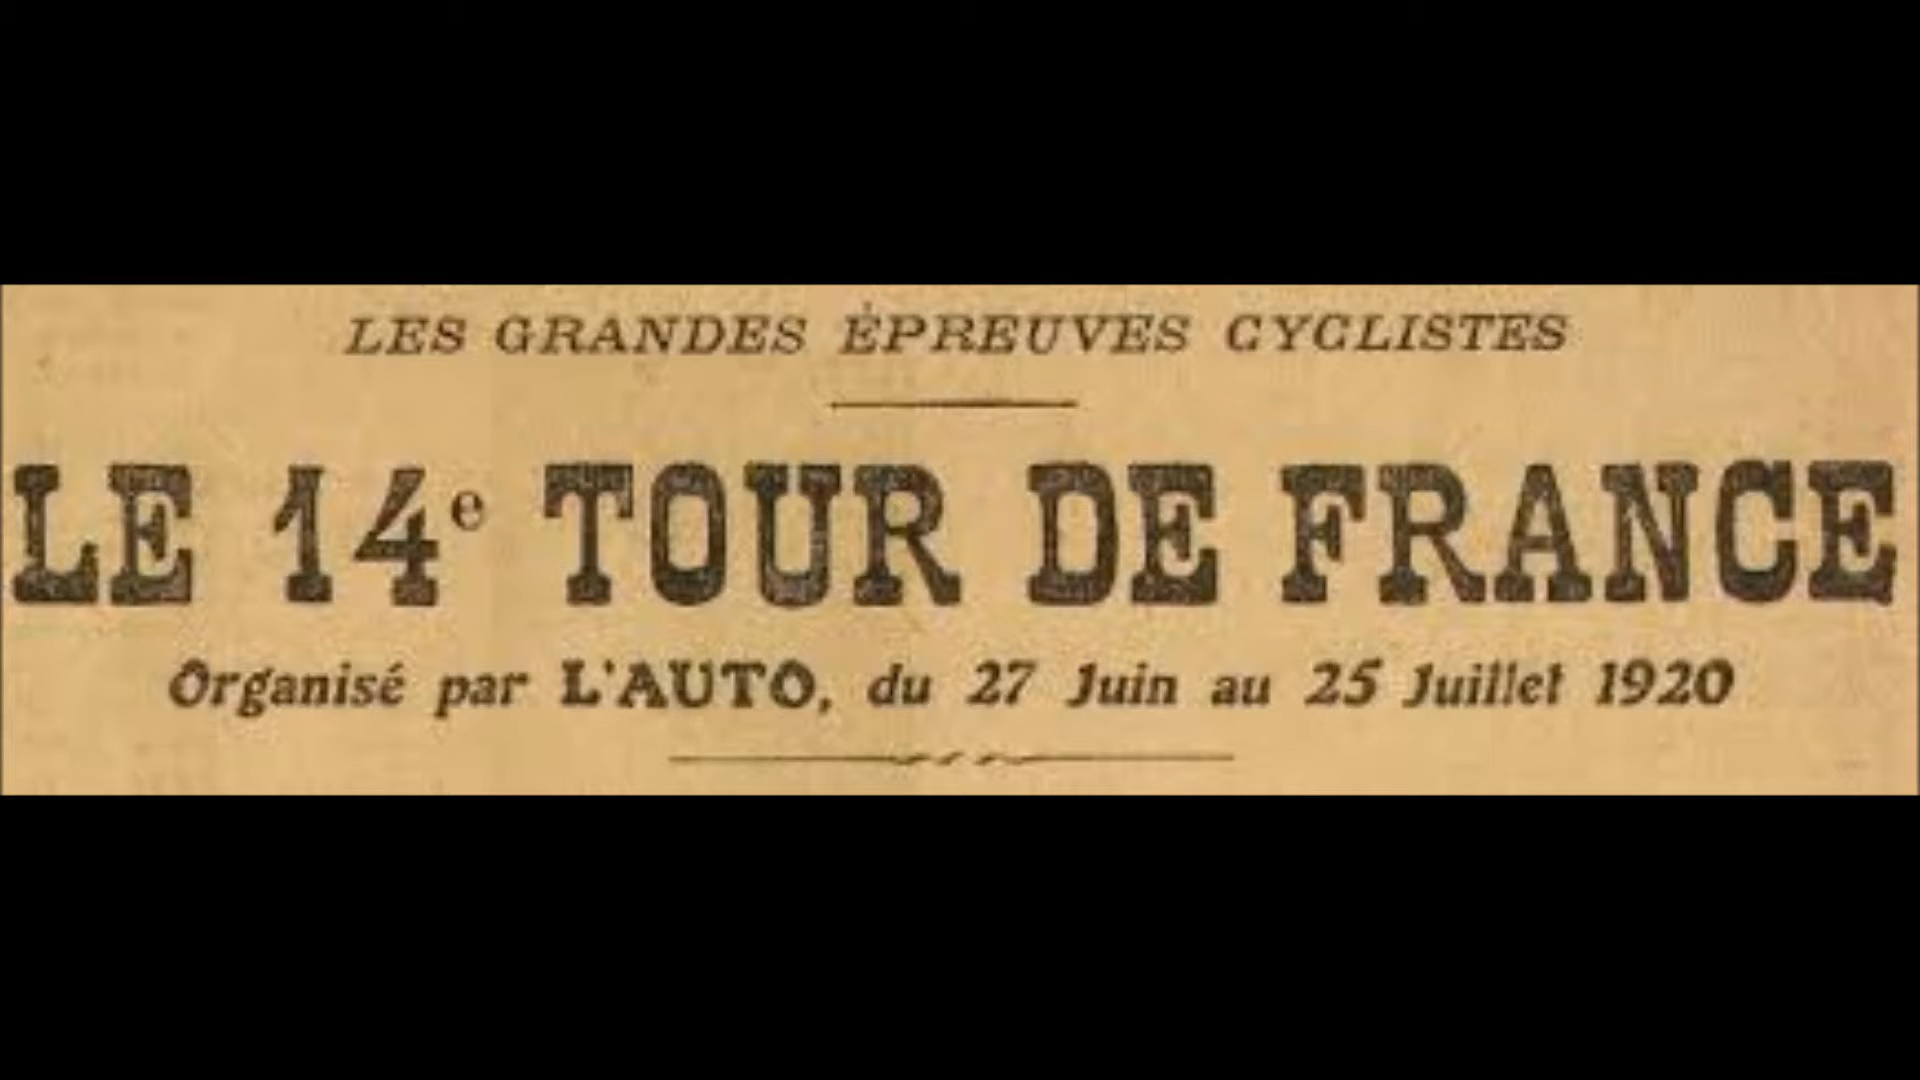 LES GRANDES ÉPREUVES CYCLISTES
LE 14e TOUR DE FRANCE
Organisé par L'AUTO, du 27 Juin au 25 Juillet 1920